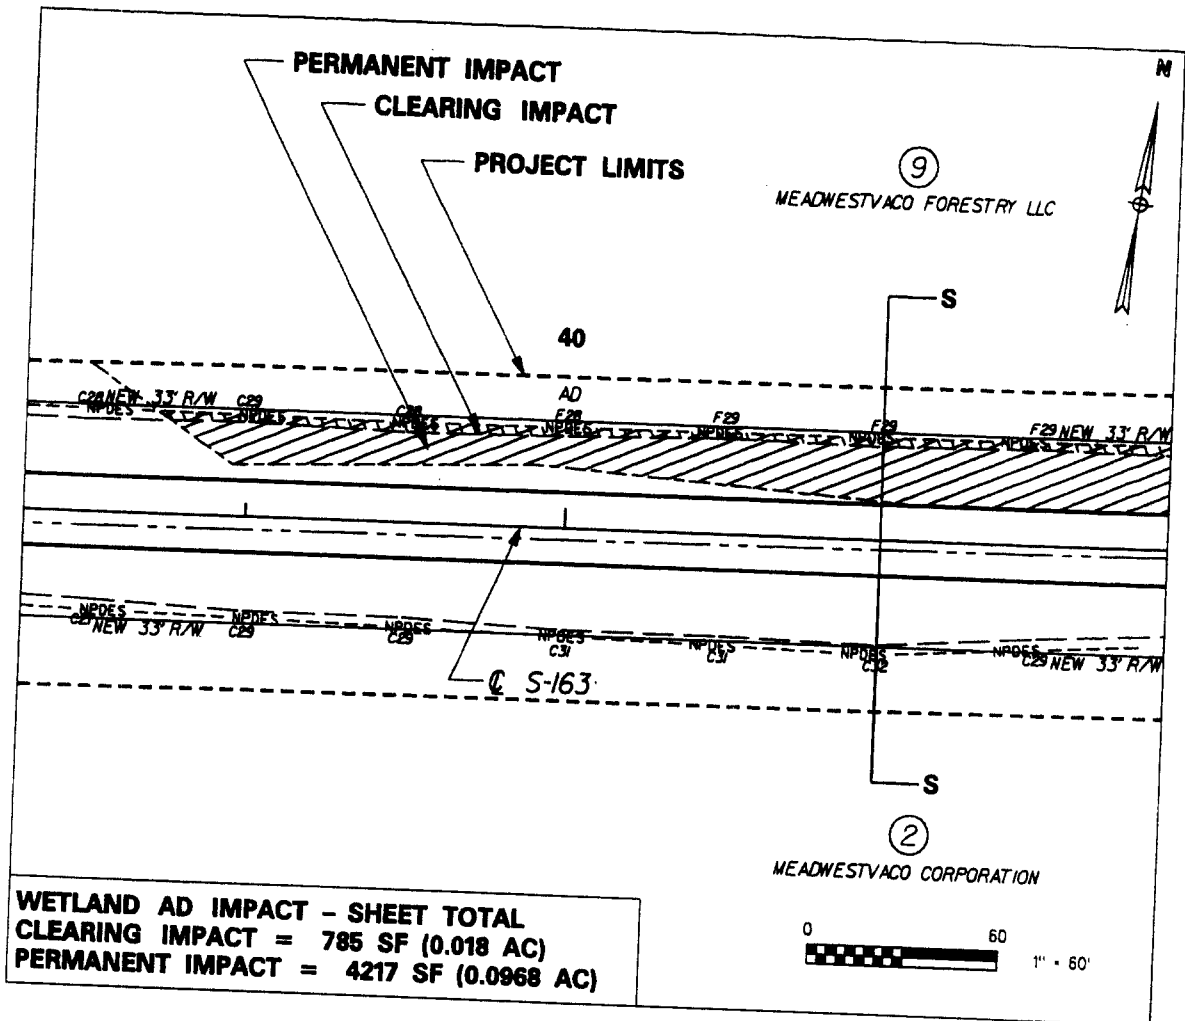 PERMANENT IMPACT
CLEARING IMPACT
PROJECT LIMITS
N
9
MEADWESTVACO FORESTRY LLC
S
40
AD
C28 NEW 33' R/W C29 C28 F28 F29 F29 F29 NEW 33' R/W
NPDES NPDES NPDES NPDES NPDES NPDES NPDES
NPDES NPDES NPDES NPDES NPDES NPDES NPDES
C27 NEW 33' R/W C29 C29 C31 C31 C32 C29 NEW 33' R/W
℄ S-163
S
2
MEADWESTVACO CORPORATION
WETLAND AD IMPACT - SHEET TOTAL
CLEARING IMPACT = 785 SF (0.018 AC)
PERMANENT IMPACT = 4217 SF (0.0968 AC)
0 60
1" = 60'